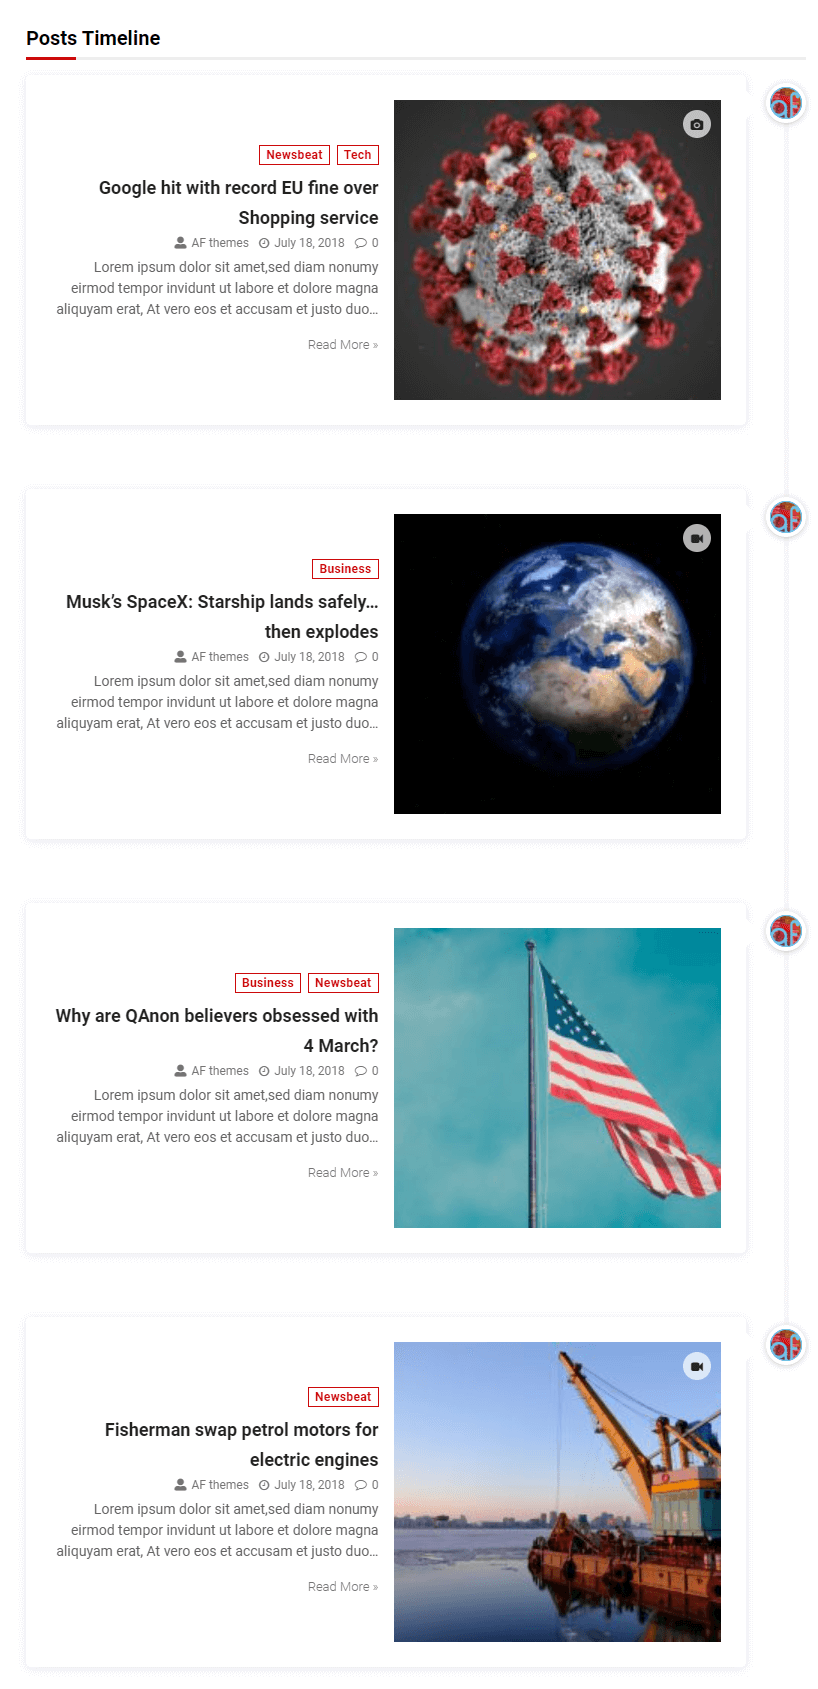 Posts Timeline
Newsbeat Tech
Google hit with record EU fine over
Shopping service
AF themes July 18, 2018 0
Lorem ipsum dolor sit amet,sed diam nonumy
eirmod tempor invidunt ut labore et dolore magna
aliquyam erat, At vero eos et accusam et justo duo...
Read More »
af
Business
Musk’s SpaceX: Starship lands safely...
then explodes
AF themes July 18, 2018 0
Lorem ipsum dolor sit amet,sed diam nonumy
eirmod tempor invidunt ut labore et dolore magna
aliquyam erat, At vero eos et accusam et justo duo...
Read More »
af
Business Newsbeat
Why are QAnon believers obsessed with
4 March?
AF themes July 18, 2018 0
Lorem ipsum dolor sit amet,sed diam nonumy
eirmod tempor invidunt ut labore et dolore magna
aliquyam erat, At vero eos et accusam et justo duo...
Read More »
af
Newsbeat
Fisherman swap petrol motors for
electric engines
AF themes July 18, 2018 0
Lorem ipsum dolor sit amet,sed diam nonumy
eirmod tempor invidunt ut labore et dolore magna
aliquyam erat, At vero eos et accusam et justo duo...
Read More »
af